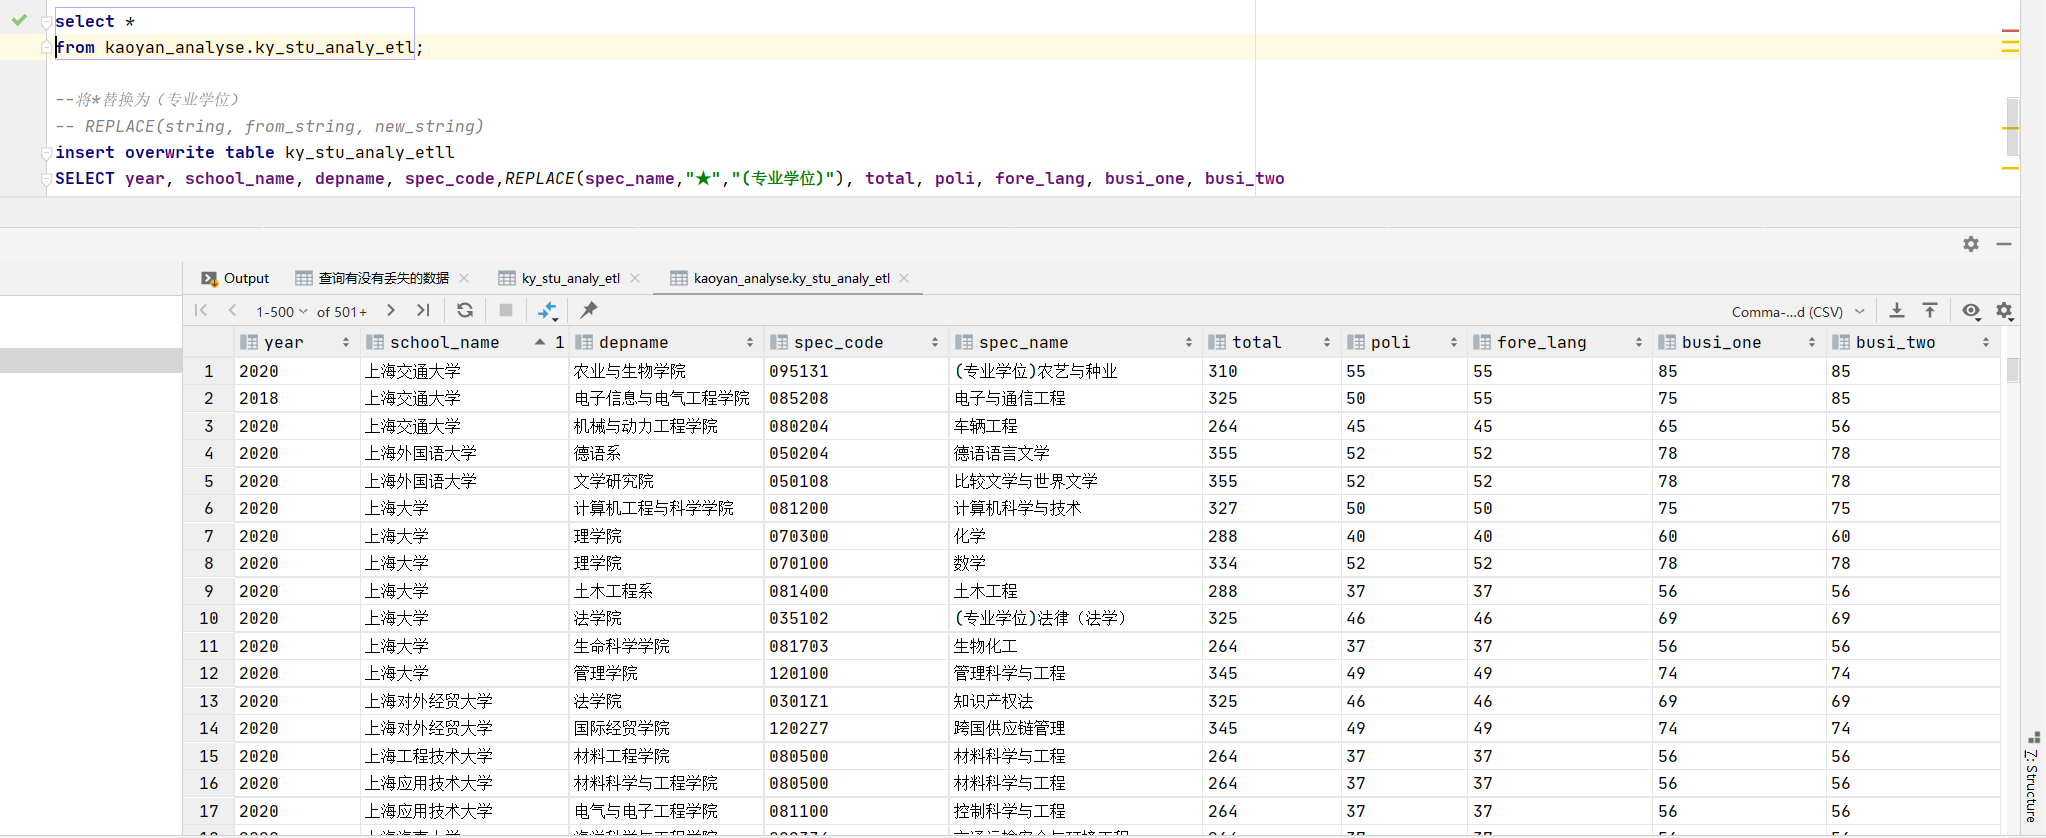 select *
from kaoyan_analyse.ky_stu_analy_etl;
--将*替换为（专业学位）
-- REPLACE(string, from_string, new_string)
insert overwrite table ky_stu_analy_etll
SELECT year, school_name, depname, spec_code,REPLACE(spec_name,"★","(专业学位)"), total, poli, fore_lang, busi_one, busi_two
Output 查询有没有丢失的数据 ky_stu_analy_etl kaoyan_analyse.ky_stu_analy_etl
1-500 of 501+ Comma-...d (CSV)
year school_name 1 depname spec_code spec_name total poli fore_lang busi_one busi_two
1 2020 上海交通大学 农业与生物学院 095131 (专业学位)农艺与种业 310 55 55 85 85
2 2018 上海交通大学 电子信息与电气工程学院 085208 电子与通信工程 325 50 55 75 85
3 2020 上海交通大学 机械与动力工程学院 080204 车辆工程 264 45 45 65 56
4 2020 上海外国语大学 德语系 050204 德语语言文学 355 52 52 78 78
5 2020 上海外国语大学 文学研究院 050108 比较文学与世界文学 355 52 52 78 78
6 2020 上海大学 计算机工程与科学学院 081200 计算机科学与技术 327 50 50 75 75
7 2020 上海大学 理学院 070300 化学 288 40 40 60 60
8 2020 上海大学 理学院 070100 数学 334 52 52 78 78
9 2020 上海大学 土木工程系 081400 土木工程 288 37 37 56 56
10 2020 上海大学 法学院 035102 (专业学位)法律（法学） 325 46 46 69 69
11 2020 上海大学 生命科学学院 081703 生物化工 264 37 37 56 56
12 2020 上海大学 管理学院 120100 管理科学与工程 345 49 49 74 74
13 2020 上海对外经贸大学 法学院 0301Z1 知识产权法 325 46 46 69 69
14 2020 上海对外经贸大学 国际经贸学院 1202Z7 跨国供应链管理 345 49 49 74 74
15 2020 上海工程技术大学 材料工程学院 080500 材料科学与工程 264 37 37 56 56
16 2020 上海应用技术大学 材料科学与工程学院 080500 材料科学与工程 264 37 37 56 56
17 2020 上海应用技术大学 电气与电子工程学院 081100 控制科学与工程 264 37 37 56 56
7: Structure